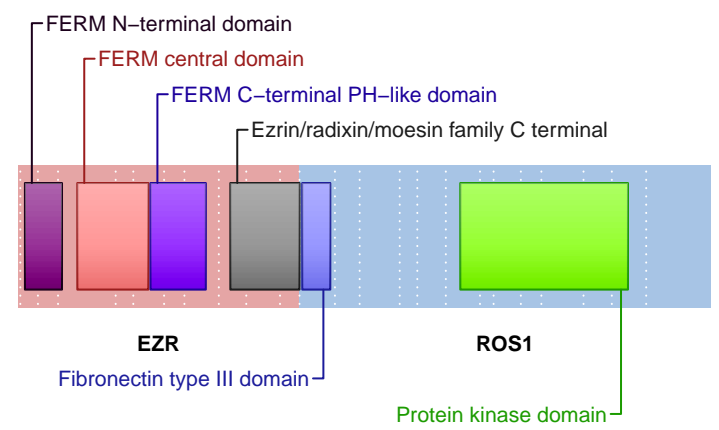 FERM N−terminal domain
FERM central domain
FERM C−terminal PH−like domain
Ezrin/radixin/moesin family C terminal
EZR
ROS1
Fibronectin type III domain
Protein kinase domain